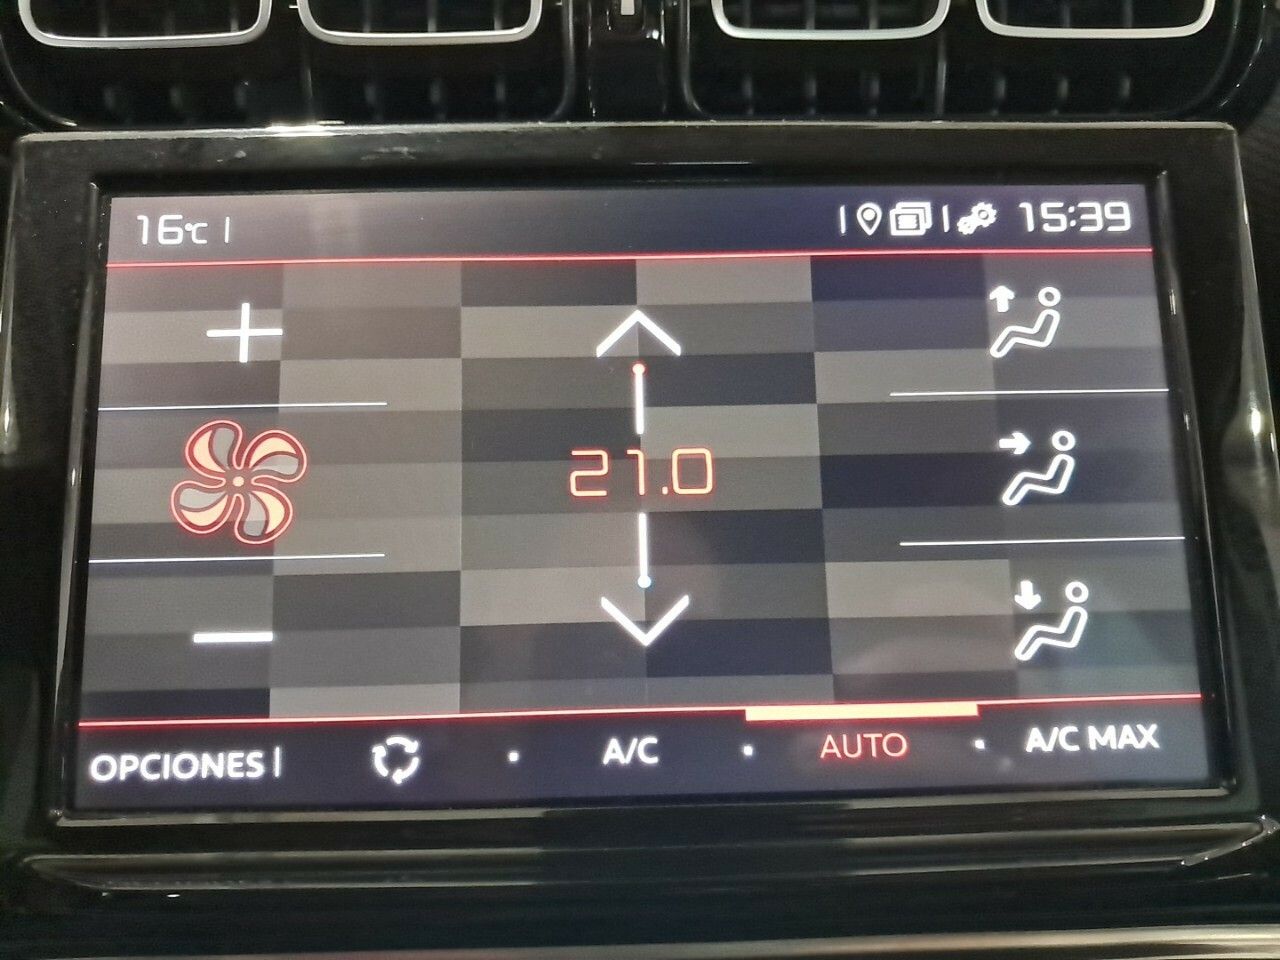 16°C 15:39
21.0
OPCIONES A/C AUTO A/C MAX